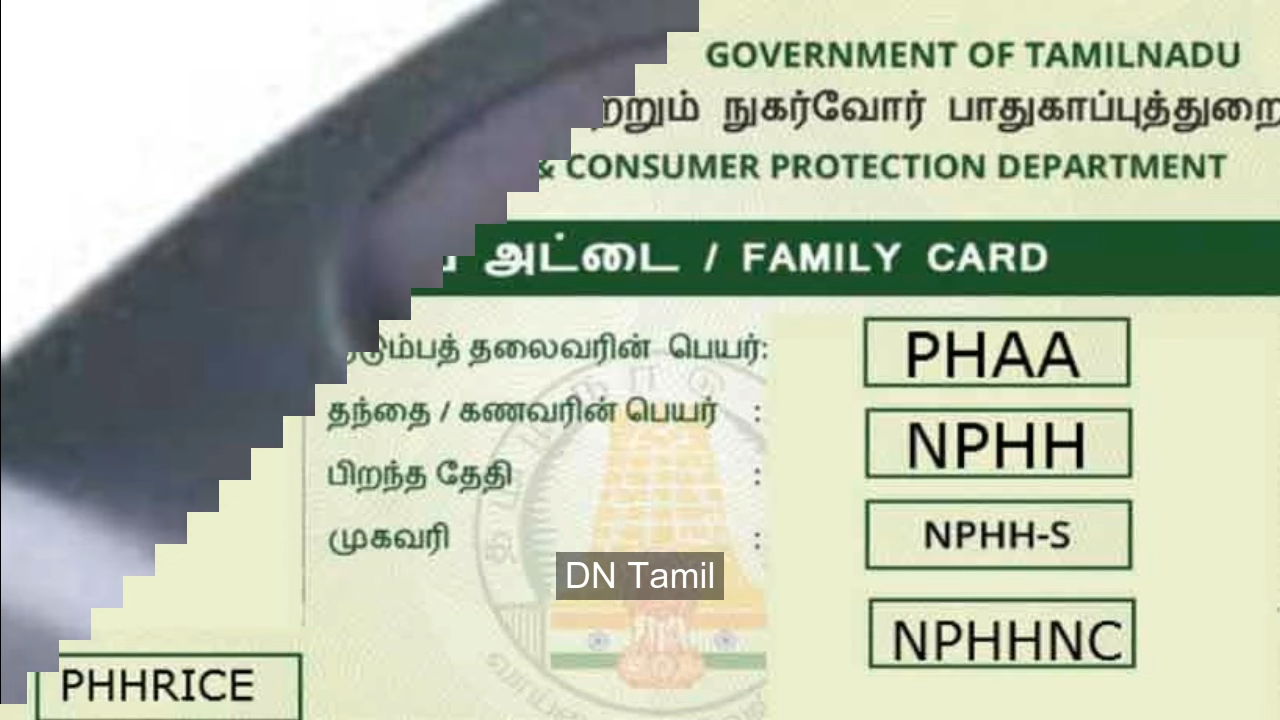 GOVERNMENT OF TAMILNADU
நுகர்வோர் பாதுகாப்புத்துறை
& CONSUMER PROTECTION DEPARTMENT
அட்டை / FAMILY CARD
தலைவரின் பெயர்:
PHAA
தந்தை / கணவரின் பெயர் :
NPHH
பிறந்த தேதி :
NPHH-S
முகவரி :
DN Tamil
NPHHNC
PHHRICE